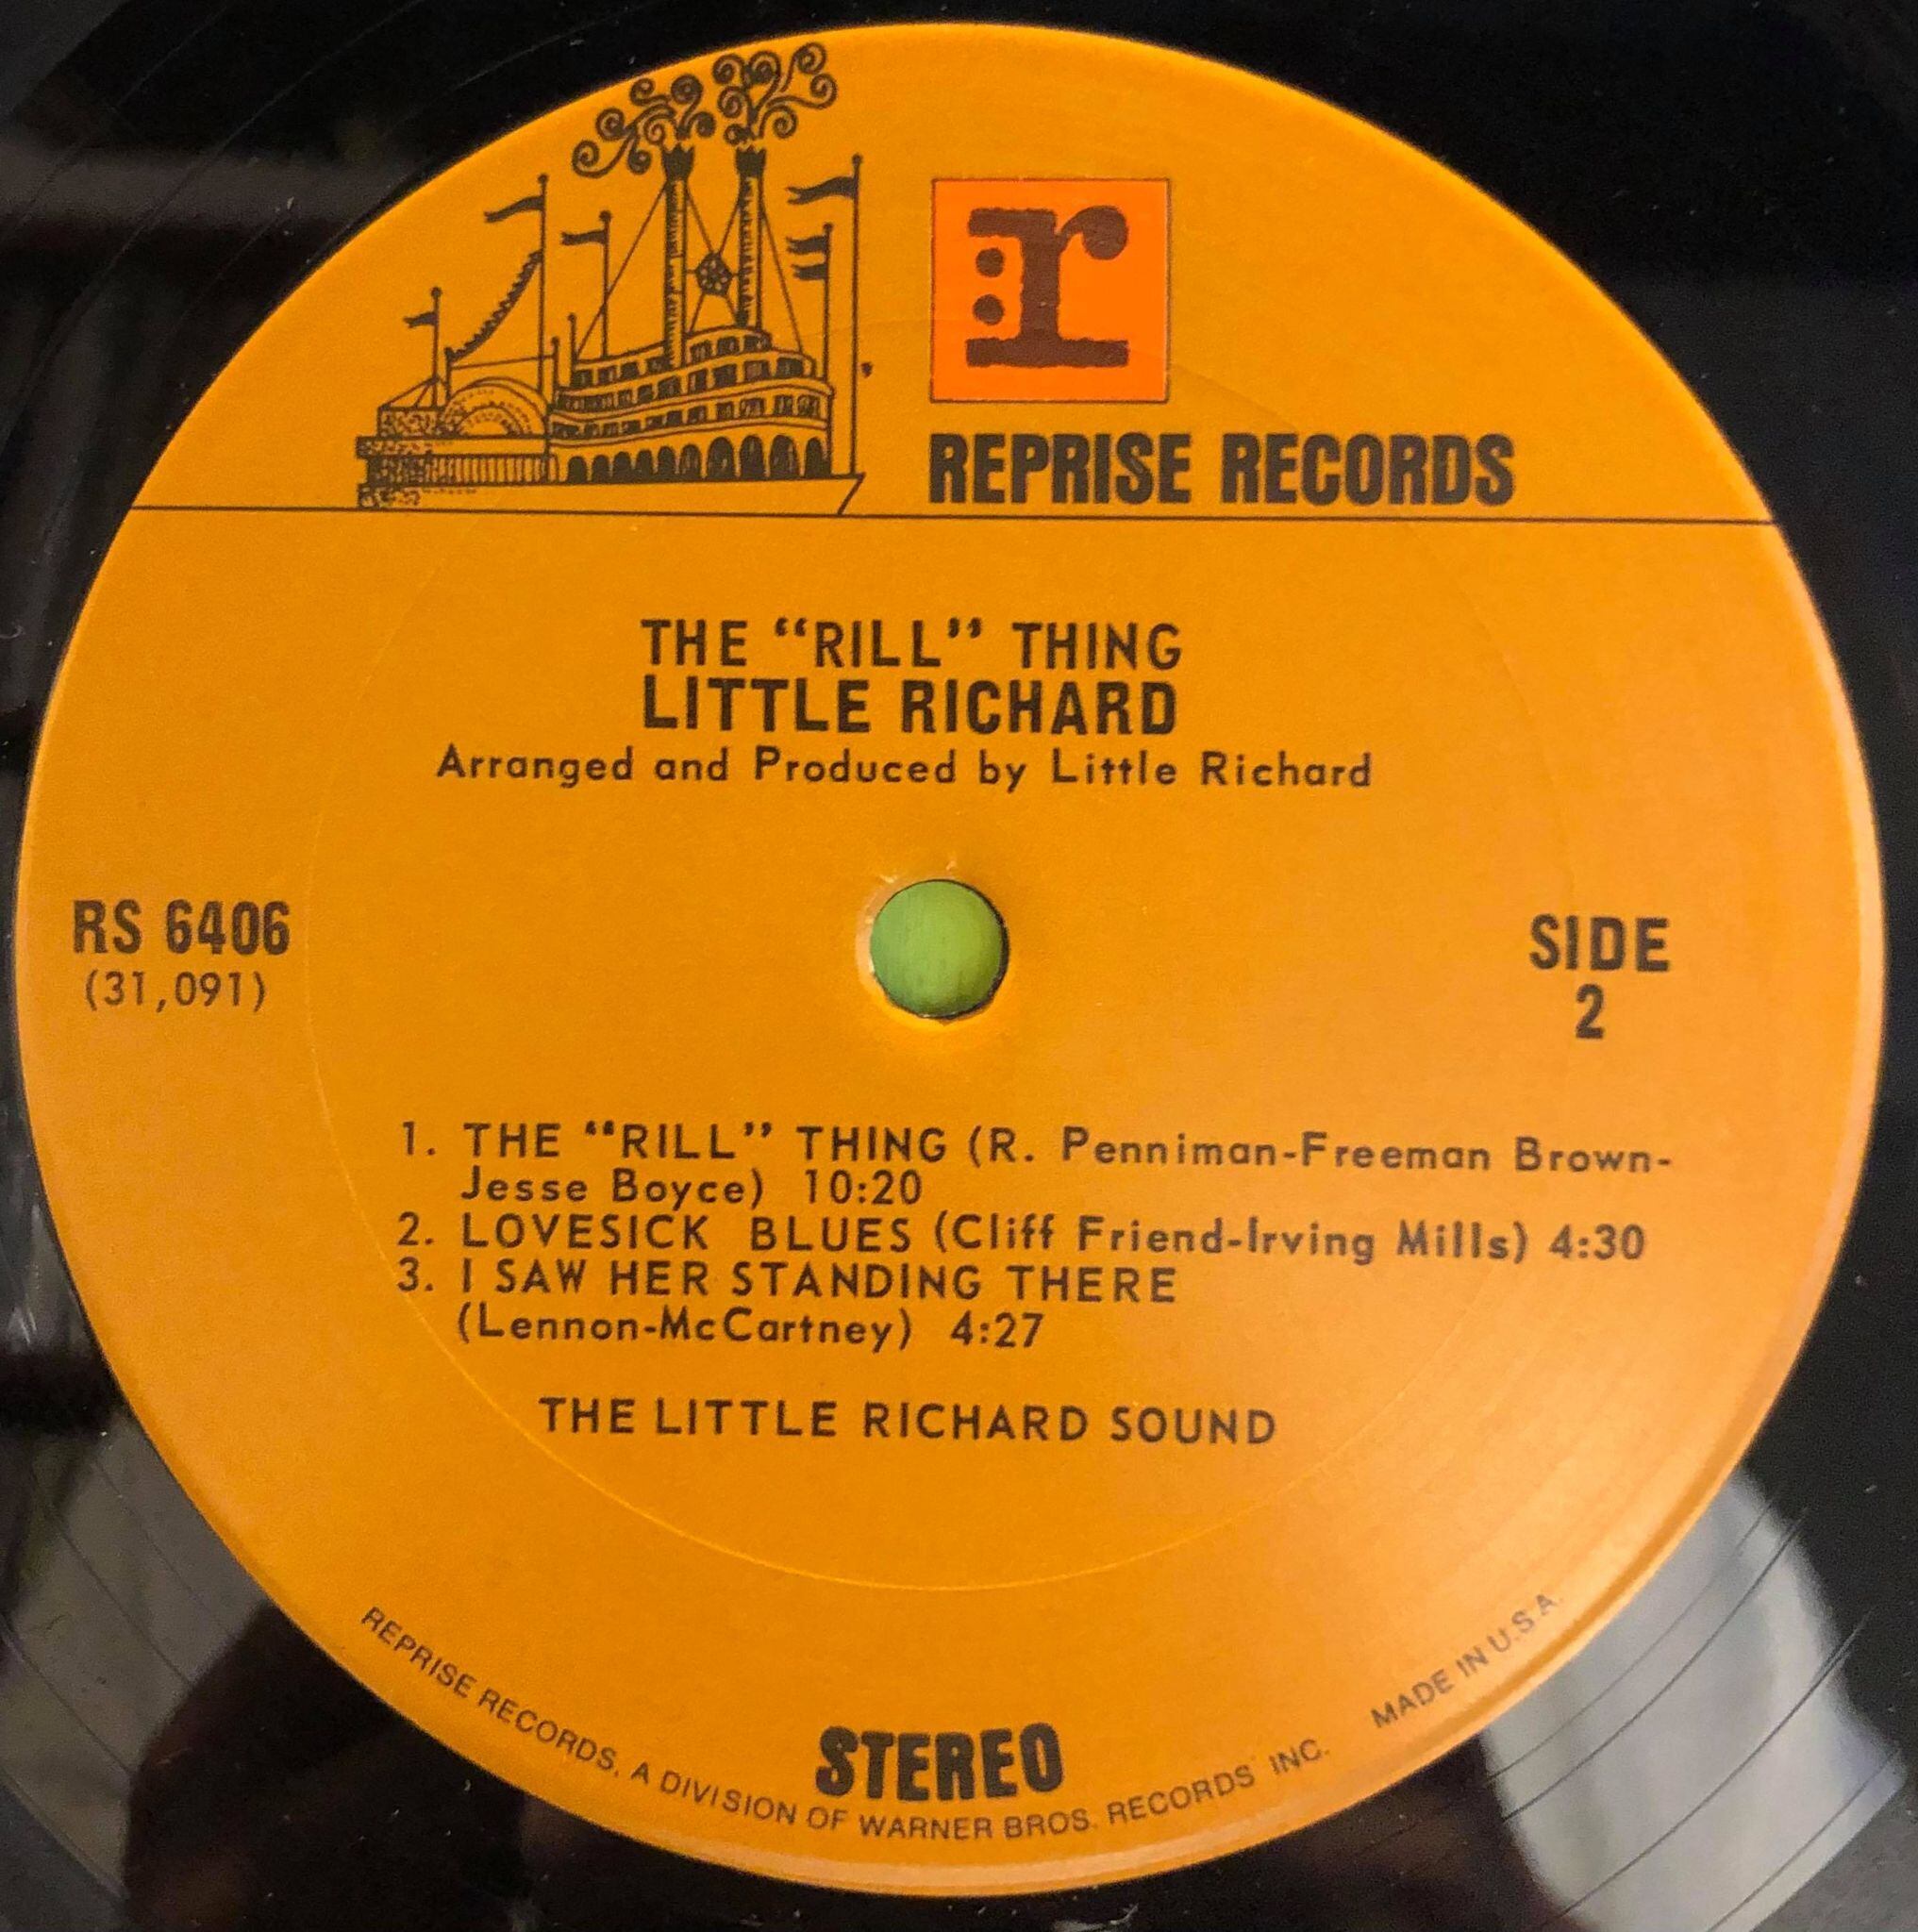 :r
REPRISE RECORDS
THE “RILL” THING
LITTLE RICHARD
Arranged and Produced by Little Richard
RS 6406
(31,091)
SIDE
2
1. THE “RILL” THING (R. Penniman-Freeman Brown-
Jesse Boyce) 10:20
2. LOVESICK BLUES (Cliff Friend-Irving Mills) 4:30
3. I SAW HER STANDING THERE
(Lennon-McCartney) 4:27
THE LITTLE RICHARD SOUND
STEREO
REPRISE RECORDS, A DIVISION OF WARNER BROS. RECORDS INC. MADE IN U.S.A.